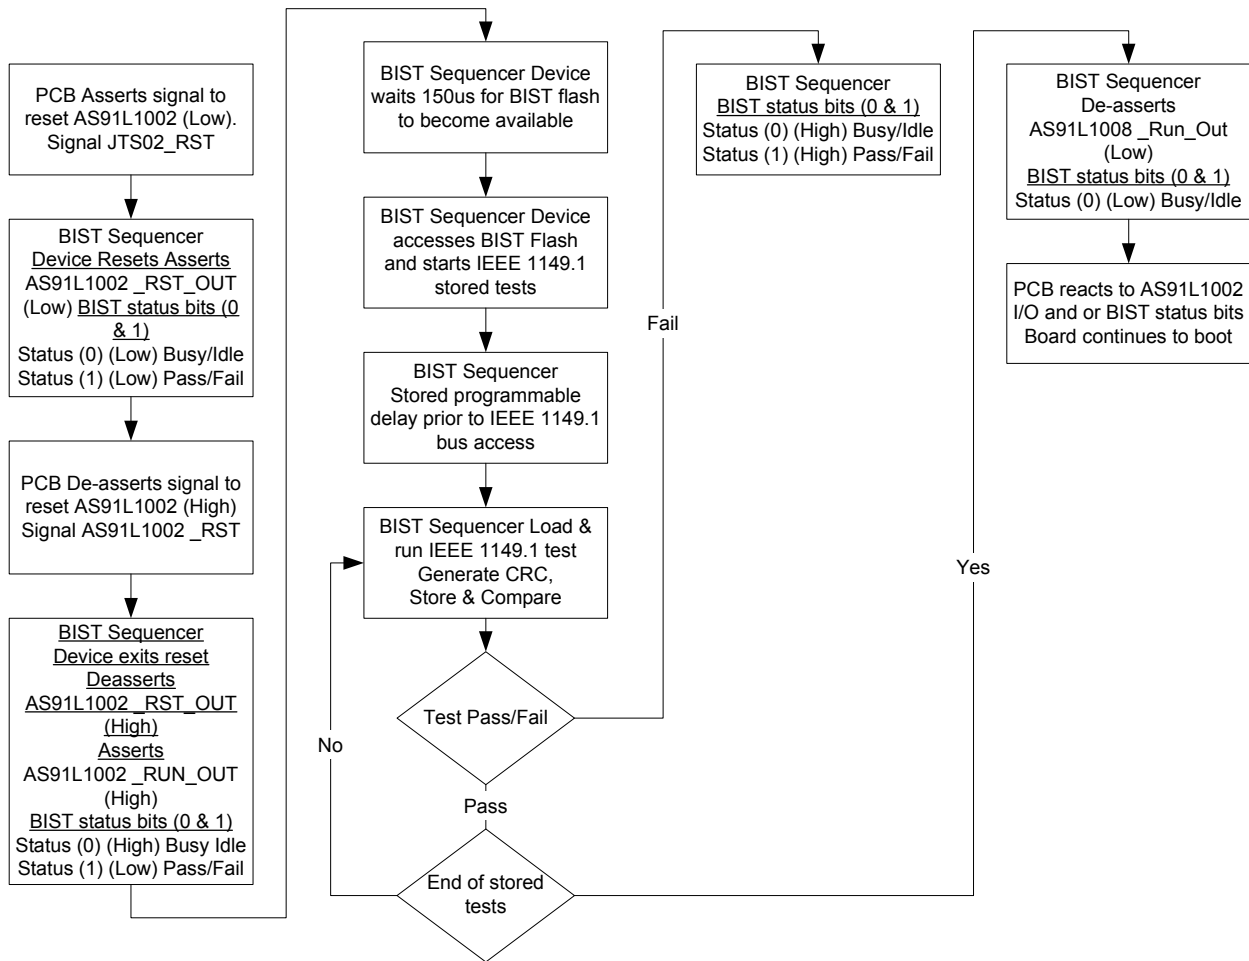 PCB Asserts signal to
reset AS91L1002 (Low).
Signal JTS02_RST
BIST Sequencer
Device Resets Asserts
AS91L1002 _RST_OUT
(Low) BIST status bits (0
& 1)
Status (0) (Low) Busy/Idle
Status (1) (Low) Pass/Fail
PCB De-asserts signal to
reset AS91L1002 (High)
Signal AS91L1002 _RST
BIST Sequencer
Device exits reset
Deasserts
AS91L1002 _RST_OUT
(High)
Asserts
AS91L1002 _RUN_OUT
(High)
BIST status bits (0 & 1)
Status (0) (High) Busy Idle
Status (1) (Low) Pass/Fail
BIST Sequencer Device
waits 150us for BIST flash
to become available
BIST Sequencer Device
accesses BIST Flash
and starts IEEE 1149.1
stored tests
BIST Sequencer
Stored programmable
delay prior to IEEE 1149.1
bus access
BIST Sequencer Load &
run IEEE 1149.1 test
Generate CRC,
Store & Compare
Test Pass/Fail
No
Pass
End of stored
tests
Fail
BIST Sequencer
BIST status bits (0 & 1)
Status (0) (High) Busy/Idle
Status (1) (High) Pass/Fail
Yes
BIST Sequencer
De-asserts
AS91L1008 _Run_Out
(Low)
BIST status bits (0 & 1)
Status (0) (Low) Busy/Idle
PCB reacts to AS91L1002
I/O and or BIST status bits
Board continues to boot